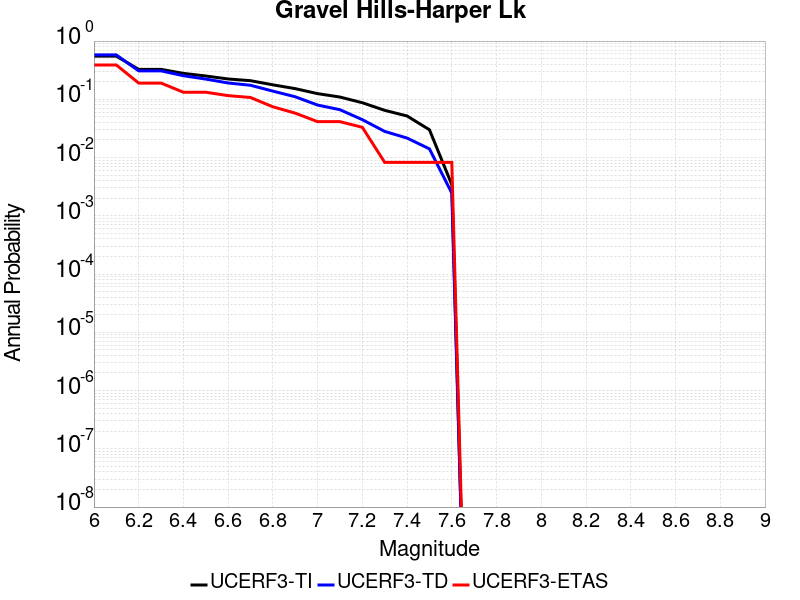 Gravel Hills-Harper Lk
10^0
10^-1
10^-2
10^-3
10^-4
10^-5
10^-6
10^-7
10^-8
Annual Probability
6 6.2 6.4 6.6 6.8 7 7.2 7.4 7.6 7.8 8 8.2 8.4 8.6 8.8 9
Magnitude
UCERF3-TI UCERF3-TD UCERF3-ETAS